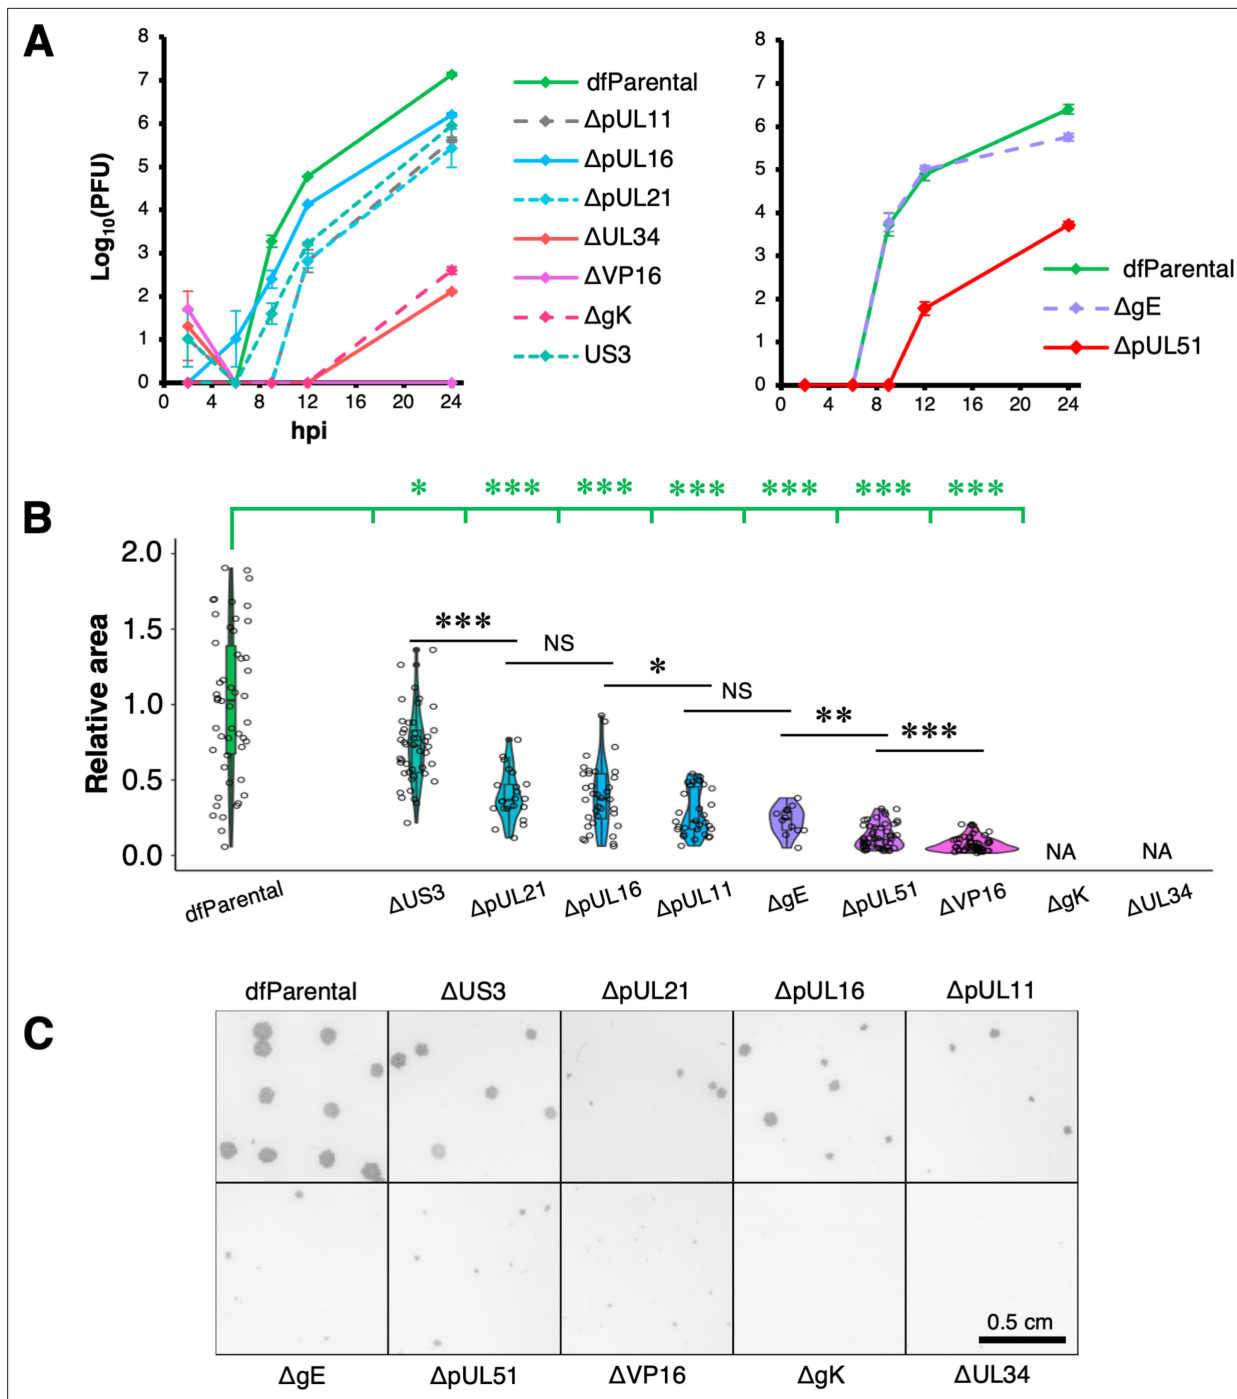 A
8
7
6
5
4
3
2
1
0
Log10(PFU)
0 4 8 12 16 20 24
hpi
dfParental
ΔpUL11
ΔpUL16
ΔpUL21
ΔUL34
ΔVP16
ΔgK
US3
8
7
6
5
4
3
2
1
0
0 4 8 12 16 20 24
dfParental
ΔgE
ΔpUL51
B
* *** *** *** *** *** ***
2.0
1.5
1.0
0.5
0.0
Relative area
*** NS * NS ** ***
NA NA
dfParental ΔUS3 ΔpUL21 ΔpUL16 ΔpUL11 ΔgE ΔpUL51 ΔVP16 ΔgK ΔUL34
C
dfParental ΔUS3 ΔpUL21 ΔpUL16 ΔpUL11
0.5 cm
ΔgE ΔpUL51 ΔVP16 ΔgK ΔUL34